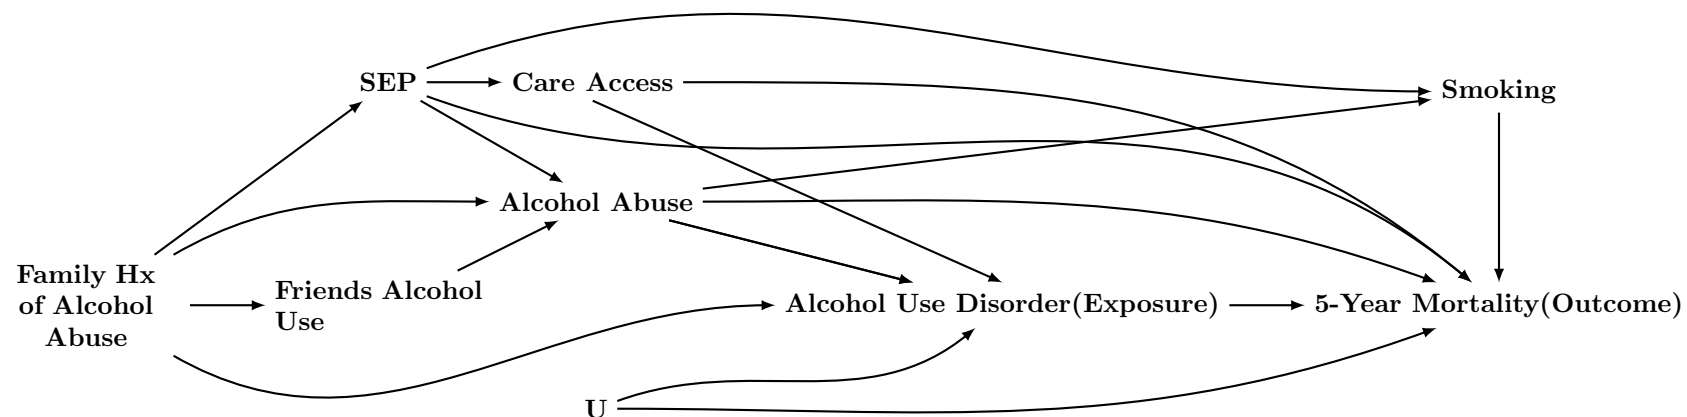 SEP
Care Access
Smoking
Alcohol Abuse
Family Hx
of Alcohol
Abuse
Friends Alcohol
Use
Alcohol Use Disorder(Exposure)
5-Year Mortality(Outcome)
U